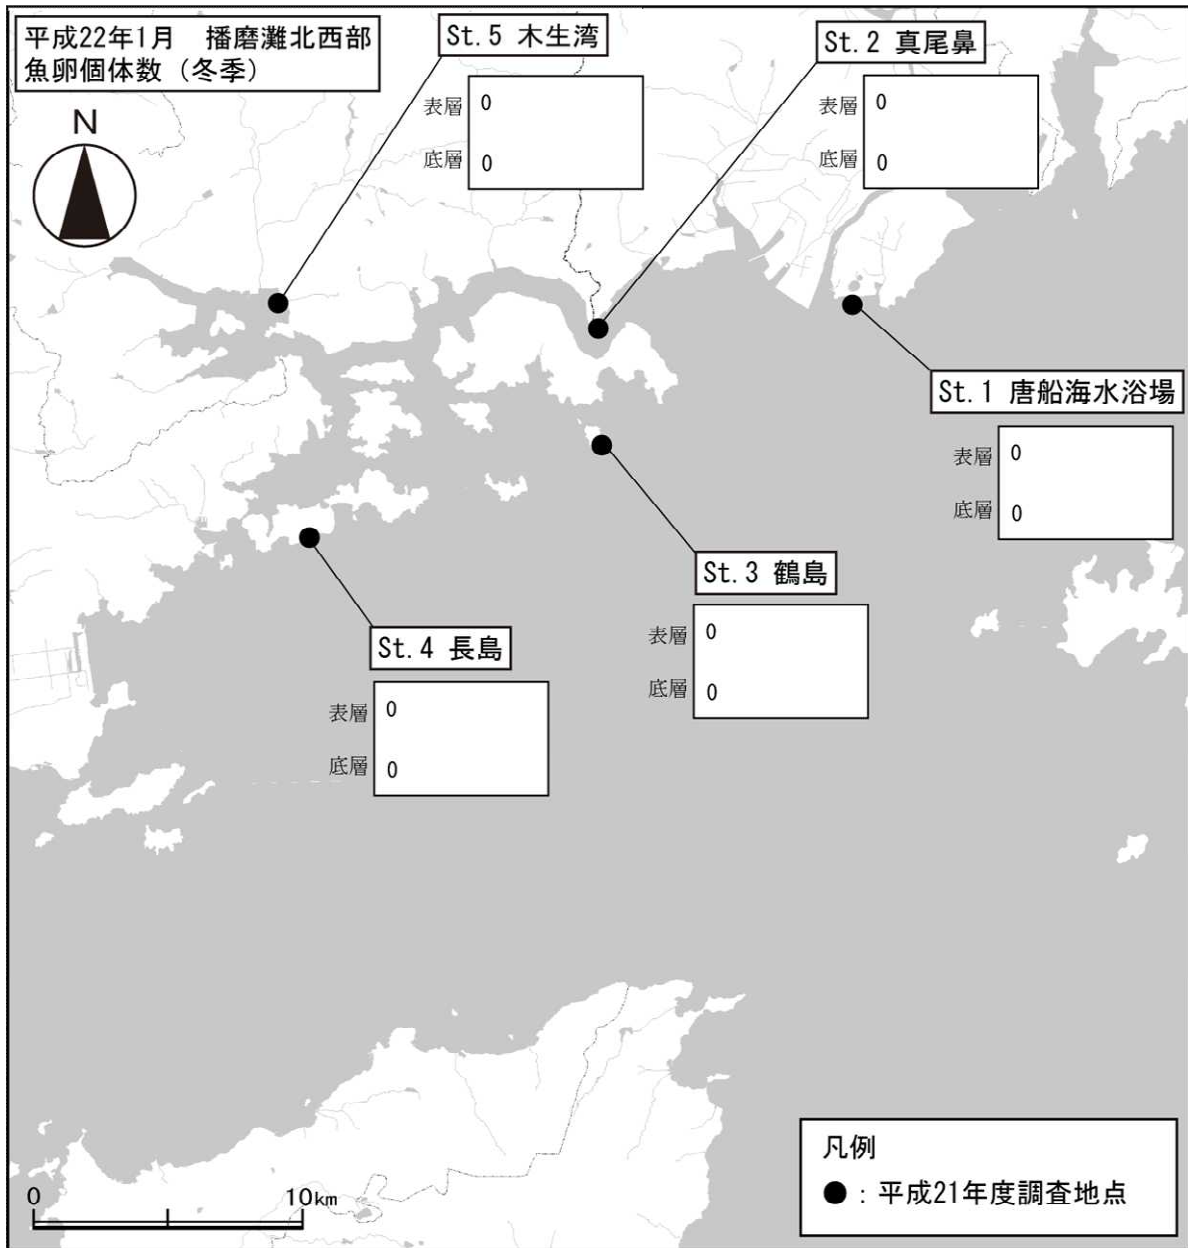 平成22年1月　播磨灘北西部
魚卵個体数（冬季）
N
St.5 木生湾
表層 0
底層 0
St.2 真尾鼻
表層 0
底層 0
St.1 唐船海水浴場
表層 0
底層 0
St.3 鶴島
表層 0
底層 0
St.4 長島
表層 0
底層 0
0 10km
凡例
●：平成21年度調査地点